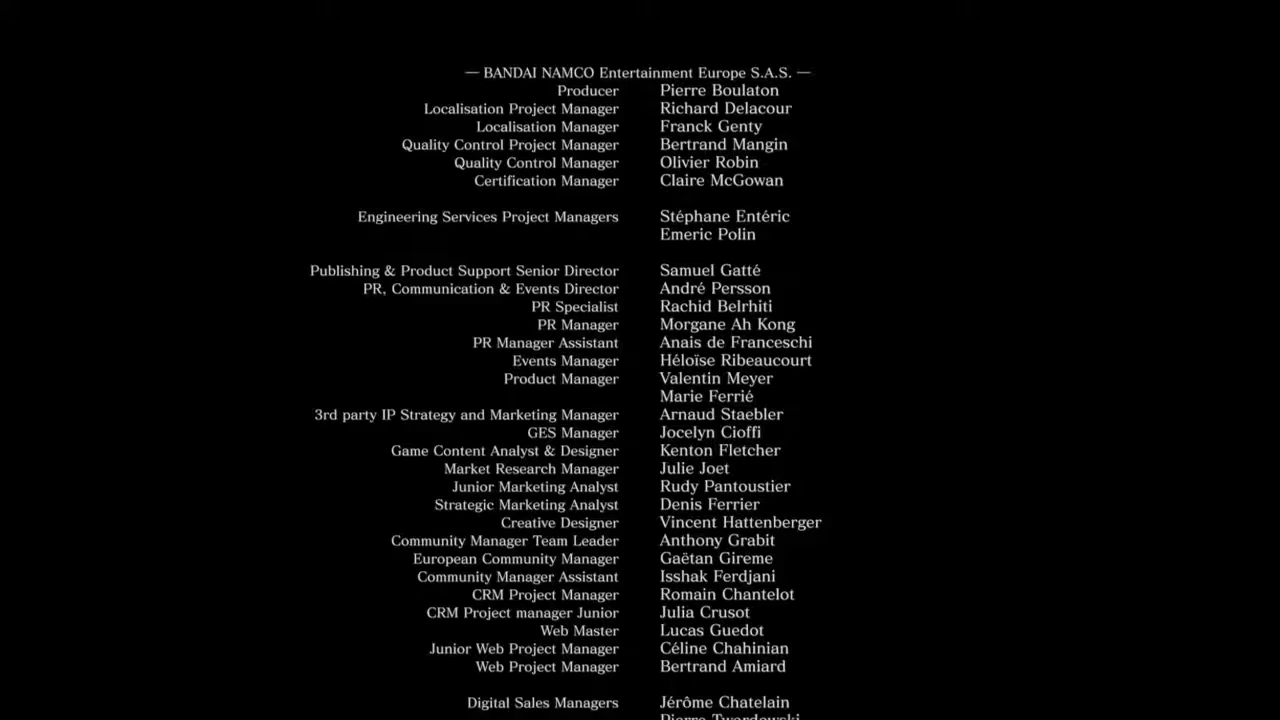 — BANDAI NAMCO Entertainment Europe S.A.S. —
Producer Pierre Boulaton
Localisation Project Manager Richard Delacour
Localisation Manager Franck Genty
Quality Control Project Manager Bertrand Mangin
Quality Control Manager Olivier Robin
Certification Manager Claire McGowan
Engineering Services Project Managers Stéphane Entéric
Emeric Polin
Publishing & Product Support Senior Director Samuel Gatté
PR, Communication & Events Director André Persson
PR Specialist Rachid Belrhiti
PR Manager Morgane Ah Kong
PR Manager Assistant Anais de Franceschi
Events Manager Héloïse Ribeaucourt
Product Manager Valentin Meyer
Marie Ferrié
3rd party IP Strategy and Marketing Manager Arnaud Staebler
GES Manager Jocelyn Cioffi
Game Content Analyst & Designer Kenton Fletcher
Market Research Manager Julie Joet
Junior Marketing Analyst Rudy Pantoustier
Strategic Marketing Analyst Denis Ferrier
Creative Designer Vincent Hattenberger
Community Manager Team Leader Anthony Grabit
European Community Manager Gaëtan Gireme
Community Manager Assistant Isshak Ferdjani
CRM Project Manager Romain Chantelot
CRM Project manager Junior Julia Crusot
Web Master Lucas Guedot
Junior Web Project Manager Céline Chahinian
Web Project Manager Bertrand Amiard
Digital Sales Managers Jérôme Chatelain
Pierre Twardowski